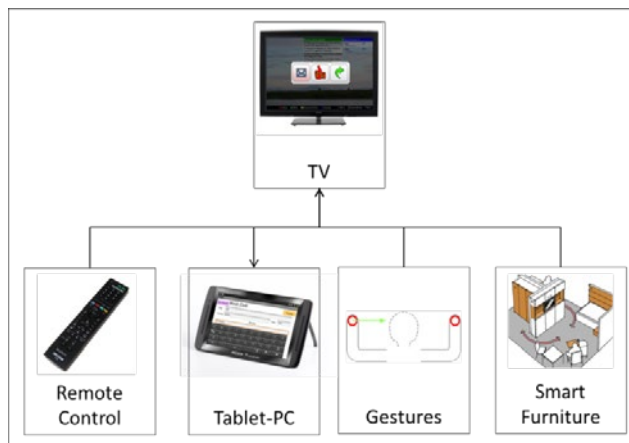 TV
Remote
Control
Tablet-PC
Gestures
Smart
Furniture